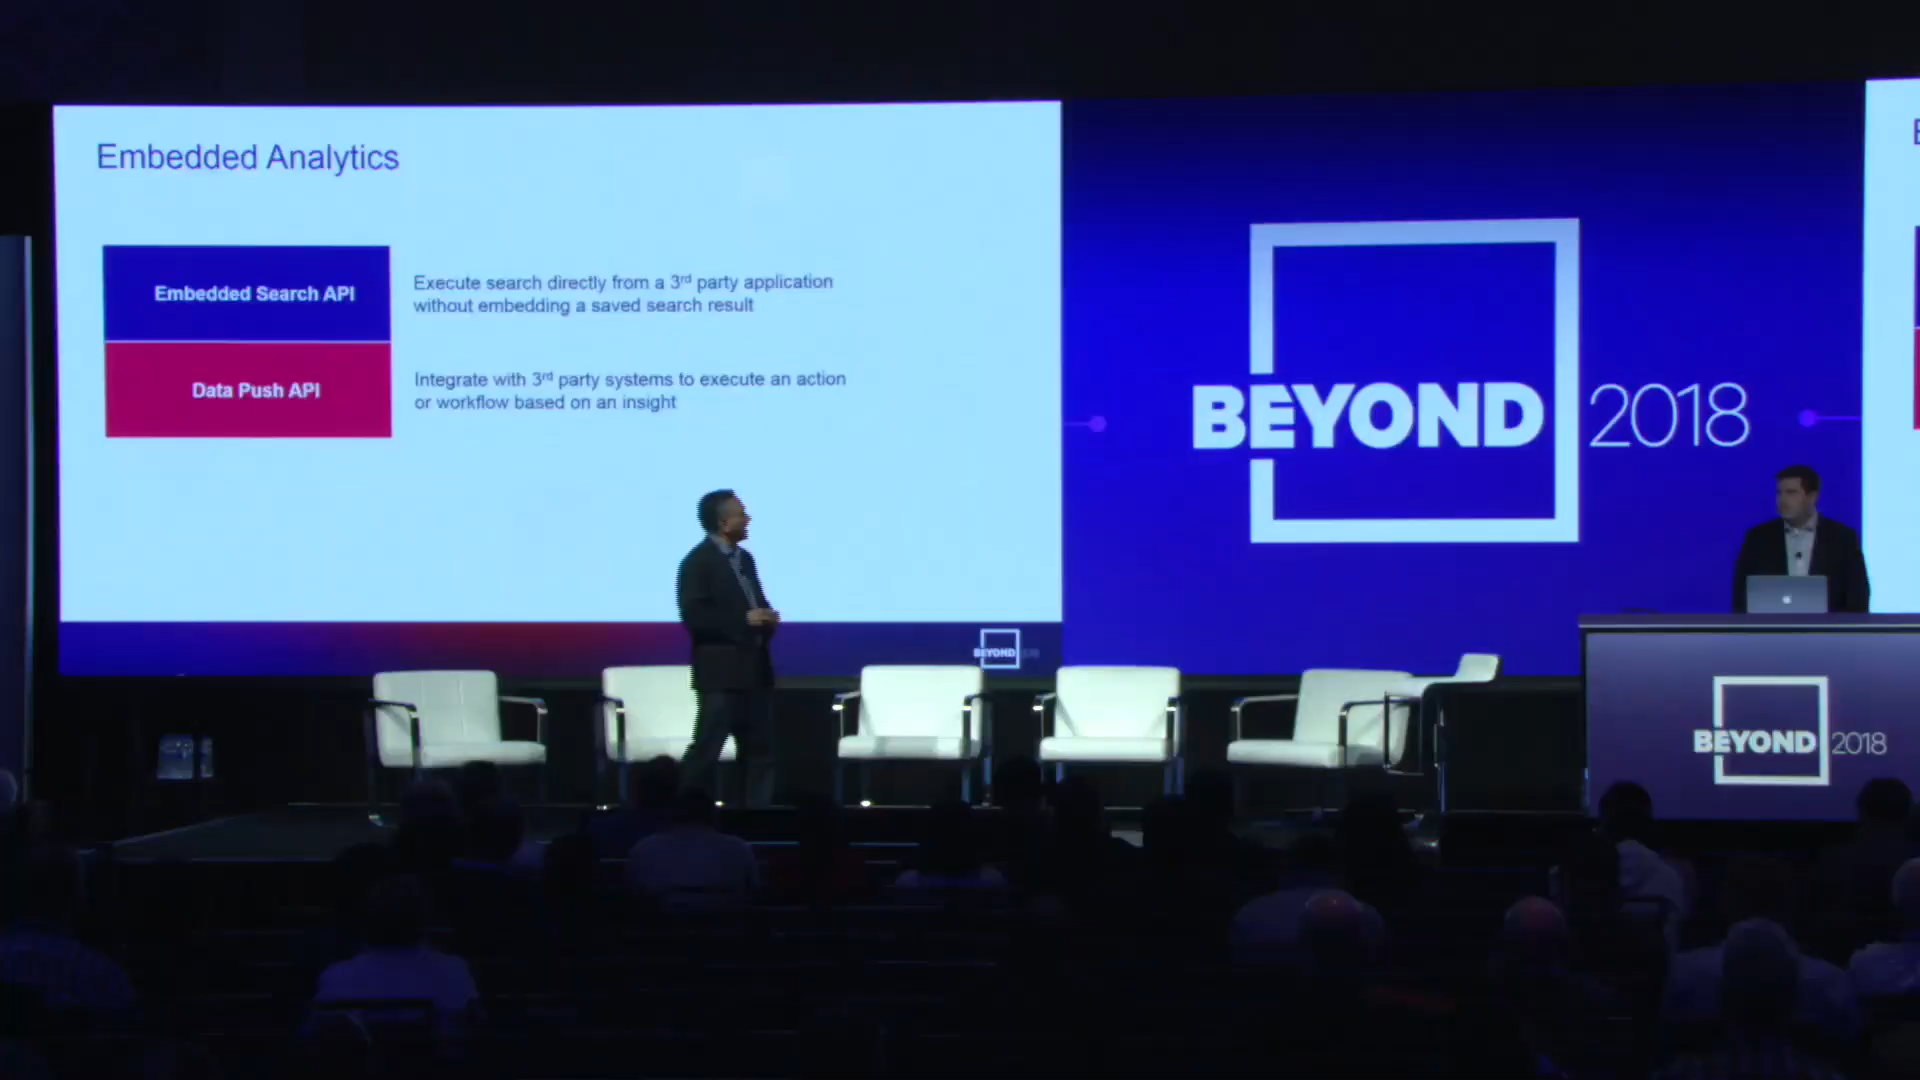 Embedded Analytics
Embedded Search API
Execute search directly from a 3rd party application
without embedding a saved search result
Data Push API
Integrate with 3rd party systems to execute an action
or workflow based on an insight
BEYOND
BEYOND 2018
BEYOND 2018